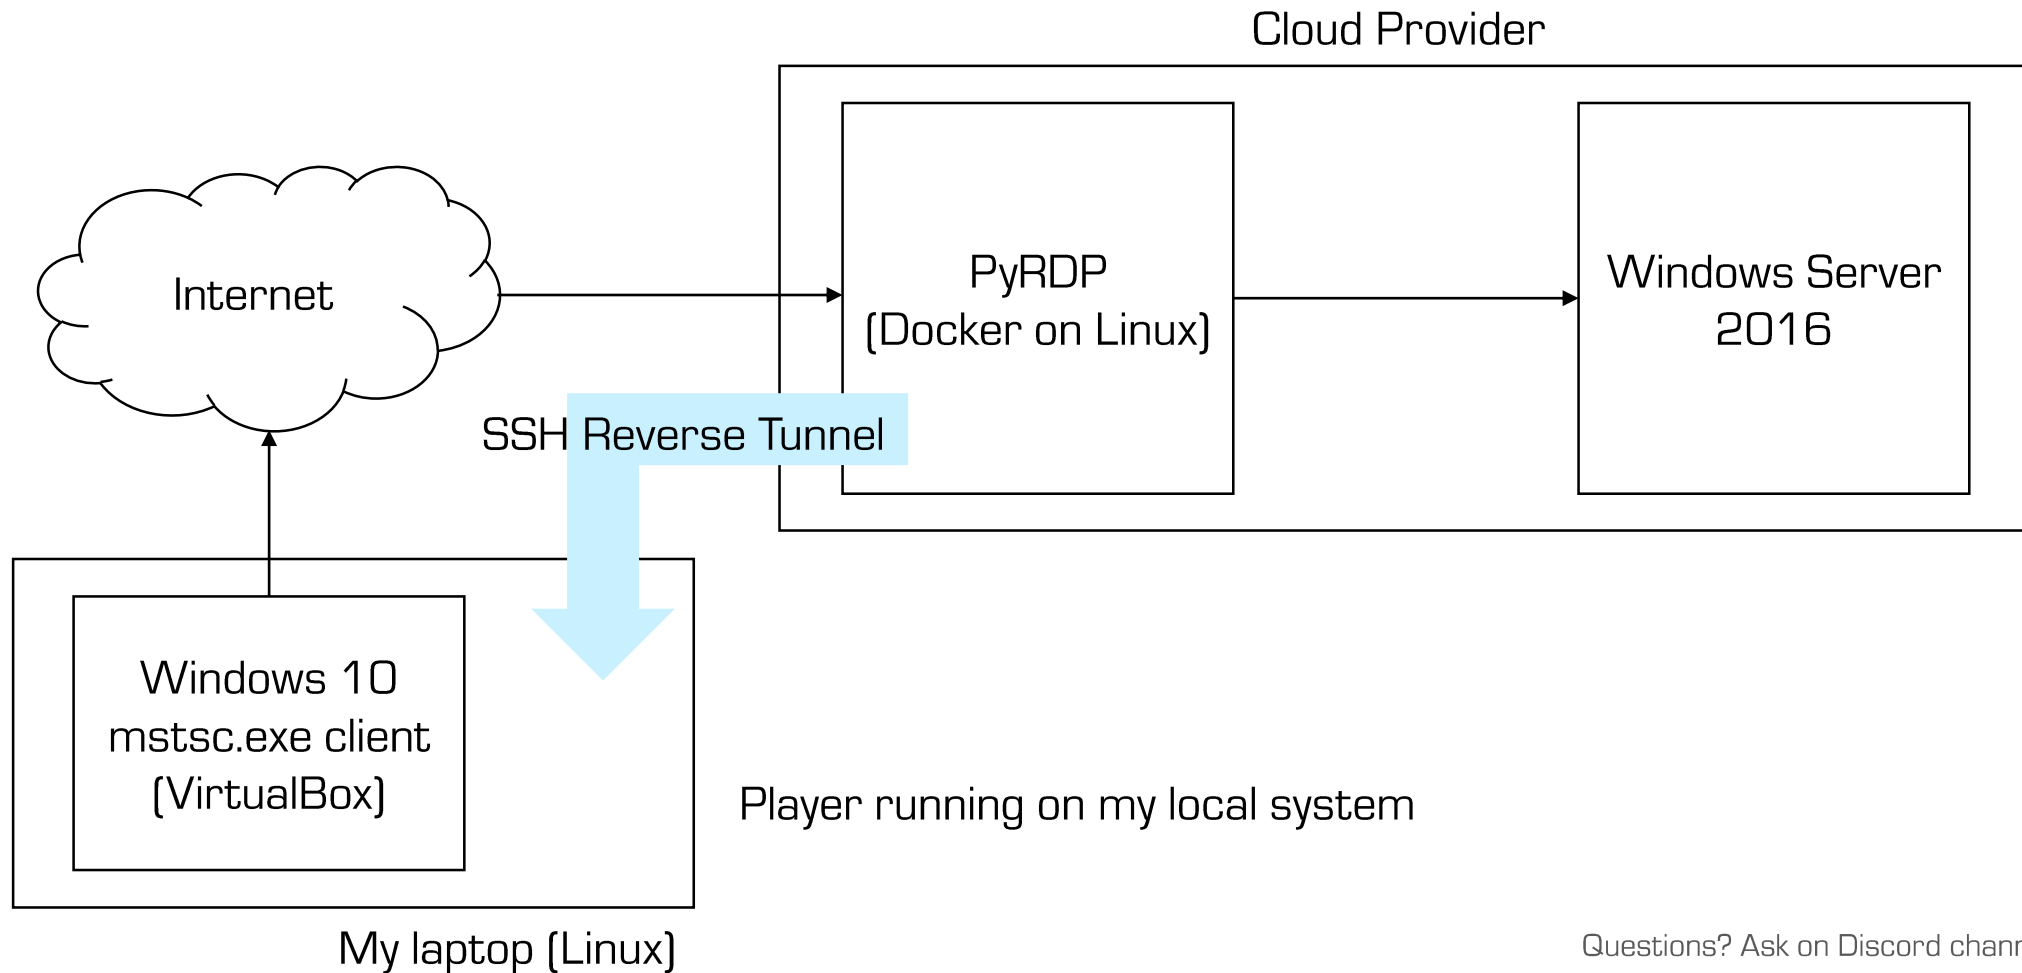 Cloud Provider
Internet
PyRDP
(Docker on Linux)
Windows Server
2016
SSH Reverse Tunnel
Windows 10
mstsc.exe client
(VirtualBox)
Player running on my local system
My laptop (Linux)
Questions? Ask on Discord